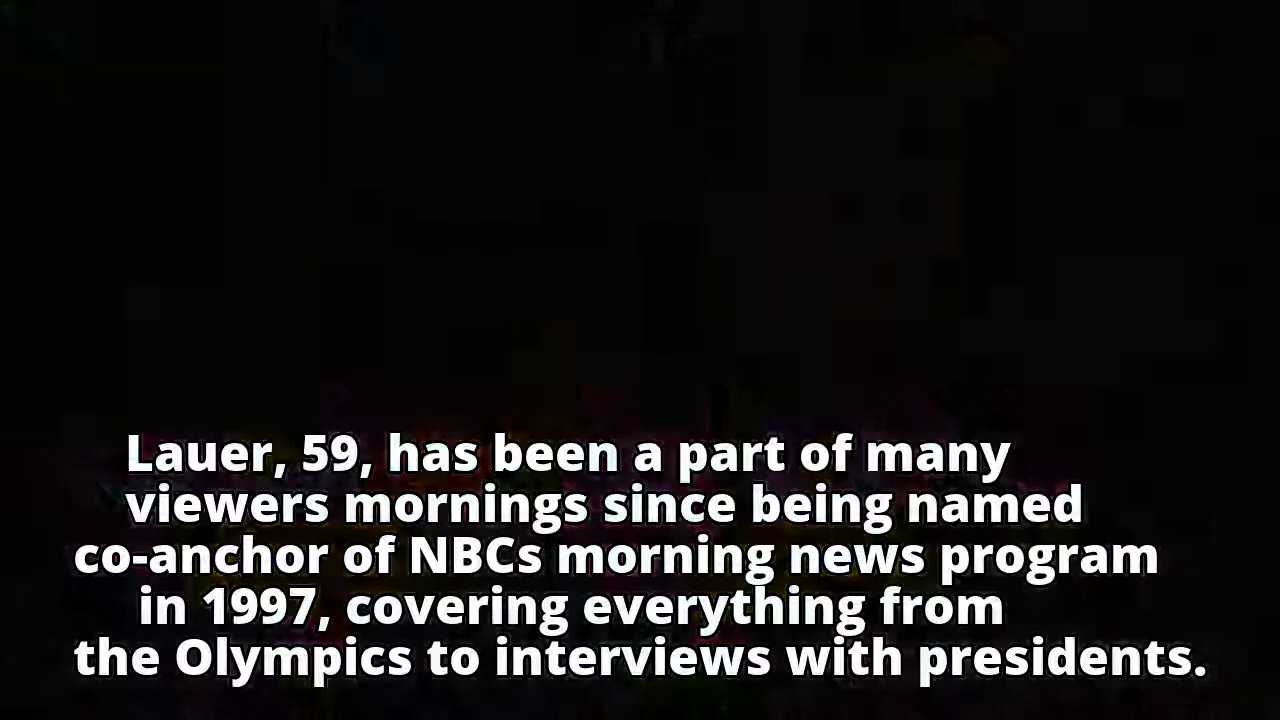 Lauer, 59, has been a part of many
viewers mornings since being named
co-anchor of NBCs morning news program
in 1997, covering everything from
the Olympics to interviews with presidents.